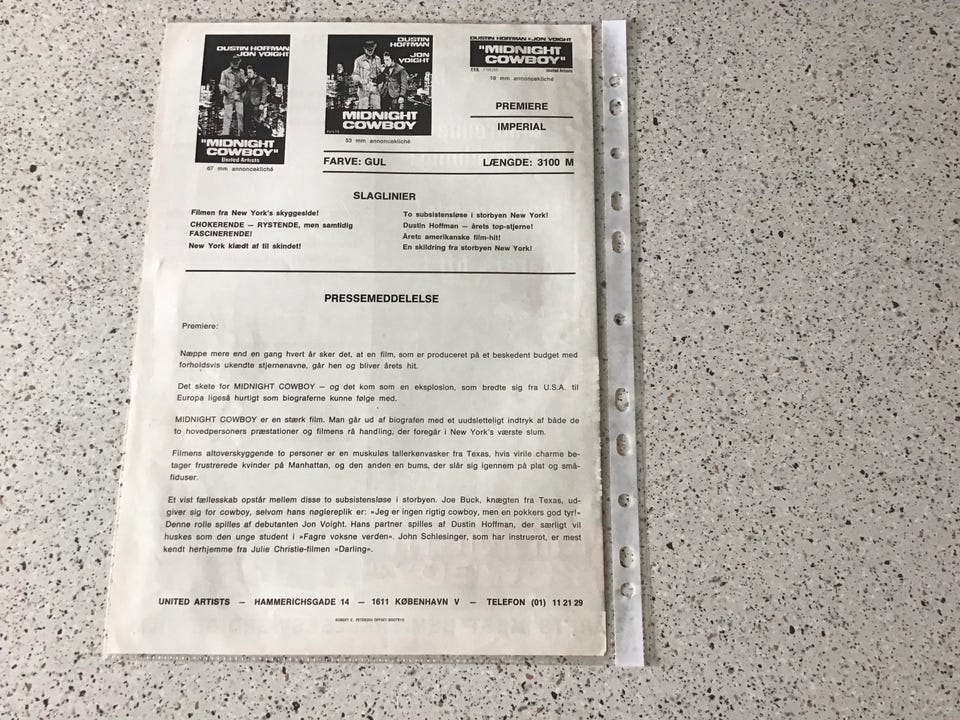 DUSTIN HOFFMAN
JON VOIGHT
"MIDNIGHT
COWBOY"
United Artists
67 mm annoncekliché
DUSTIN
HOFFMAN
JON
VOIGHT
MIDNIGHT
COWBOY
53 mm annoncekliché
DUSTIN HOFFMAN • JON VOIGHT
"MIDNIGHT
COWBOY"
United Artists
19 mm annoncekliché
PREMIERE
IMPERIAL
FARVE: GUL LÆNGDE: 3100 M
SLAGLINIER
Filmen fra New York's skyggeside!
CHOKERENDE — RYSTENDE, men samtidig
FASCINERENDE!
New York klædt af til skindet!
To subsistensløse i storbyen New York!
Dustin Hoffman — årets top-stjerne!
Årets amerikanske film-hit!
En skildring fra storbyen New York!
PRESSEMEDDELELSE
Premiere:
Næppe mere end en gang hvert år sker det, at en film, som er produceret på et beskedent budget med
forholdsvis ukendte stjernenavne, går hen og bliver årets hit.
Det skete for MIDNIGHT COWBOY — og det kom som en eksplosion, som bredte sig fra U.S.A. til
Europa ligeså hurtigt som biograferne kunne følge med.
MIDNIGHT COWBOY er en stærk film. Man går ud af biografen med et uudsletteligt indtryk af både de
to hovedpersoners præstationer og filmens rå handling, der foregår i New York's værste slum.
Filmens altoverskyggende to personer er en muskuløs tallerkenvasker fra Texas, hvis virile charme be-
tager frustrerede kvinder på Manhattan, og den anden en bums, der slår sig igennem på plat og små-
fiduser.
Et vist fællesskab opstår mellem disse to subsistensløse i storbyen. Joe Buck, knægten fra Texas, ud-
giver sig for cowboy, selvom hans nøglereplik er: »Jeg er ingen rigtig cowboy, men en pokkers god tyr!«
Denne rolle spilles af debutanten Jon Voight. Hans partner spilles af Dustin Hoffman, der særligt vil
huskes som den unge student i »Fagre voksne verden«. John Schlesinger, som har instrueret, er mest
kendt herhjemme fra Julie Christie-filmen »Darling«.
UNITED ARTISTS — HAMMERICHSGADE 14 — 1611 KØBENHAVN V — TELEFON (01) 11 21 29
ROBERT E. PETERSEN OFFSET